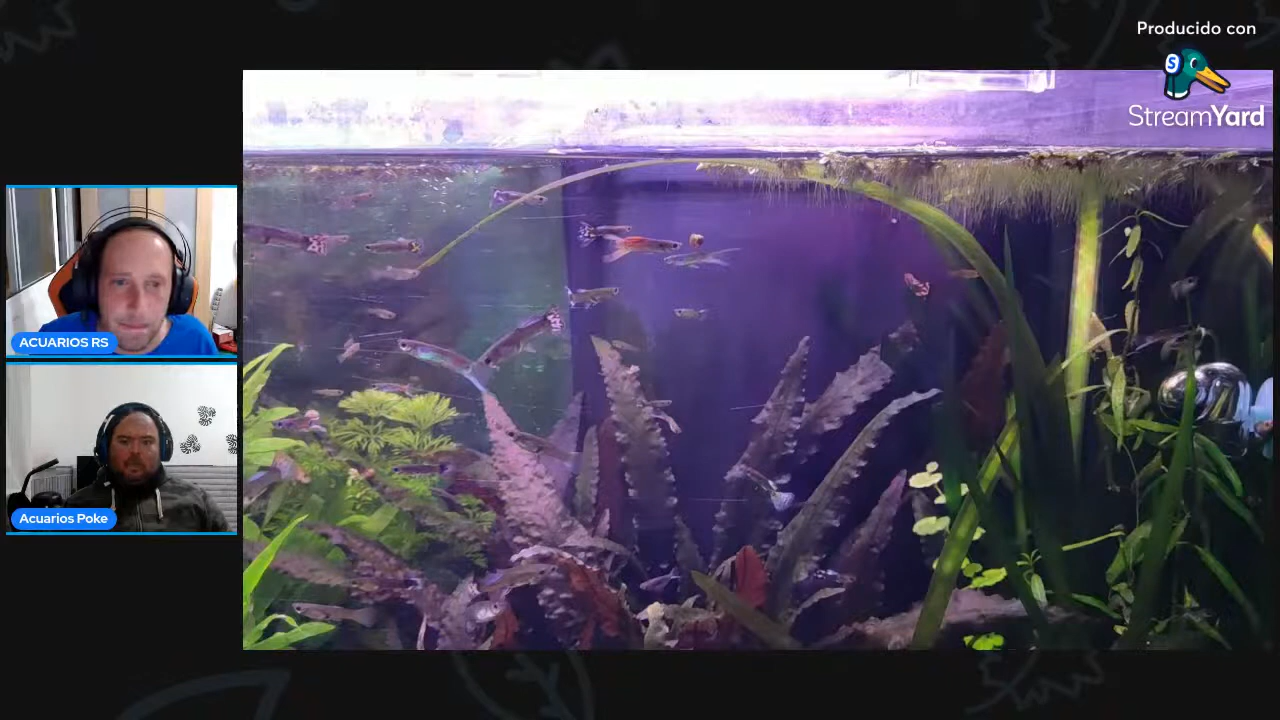 Producido con
S
StreamYard
ACUARIOS RS
Acuarios Poke